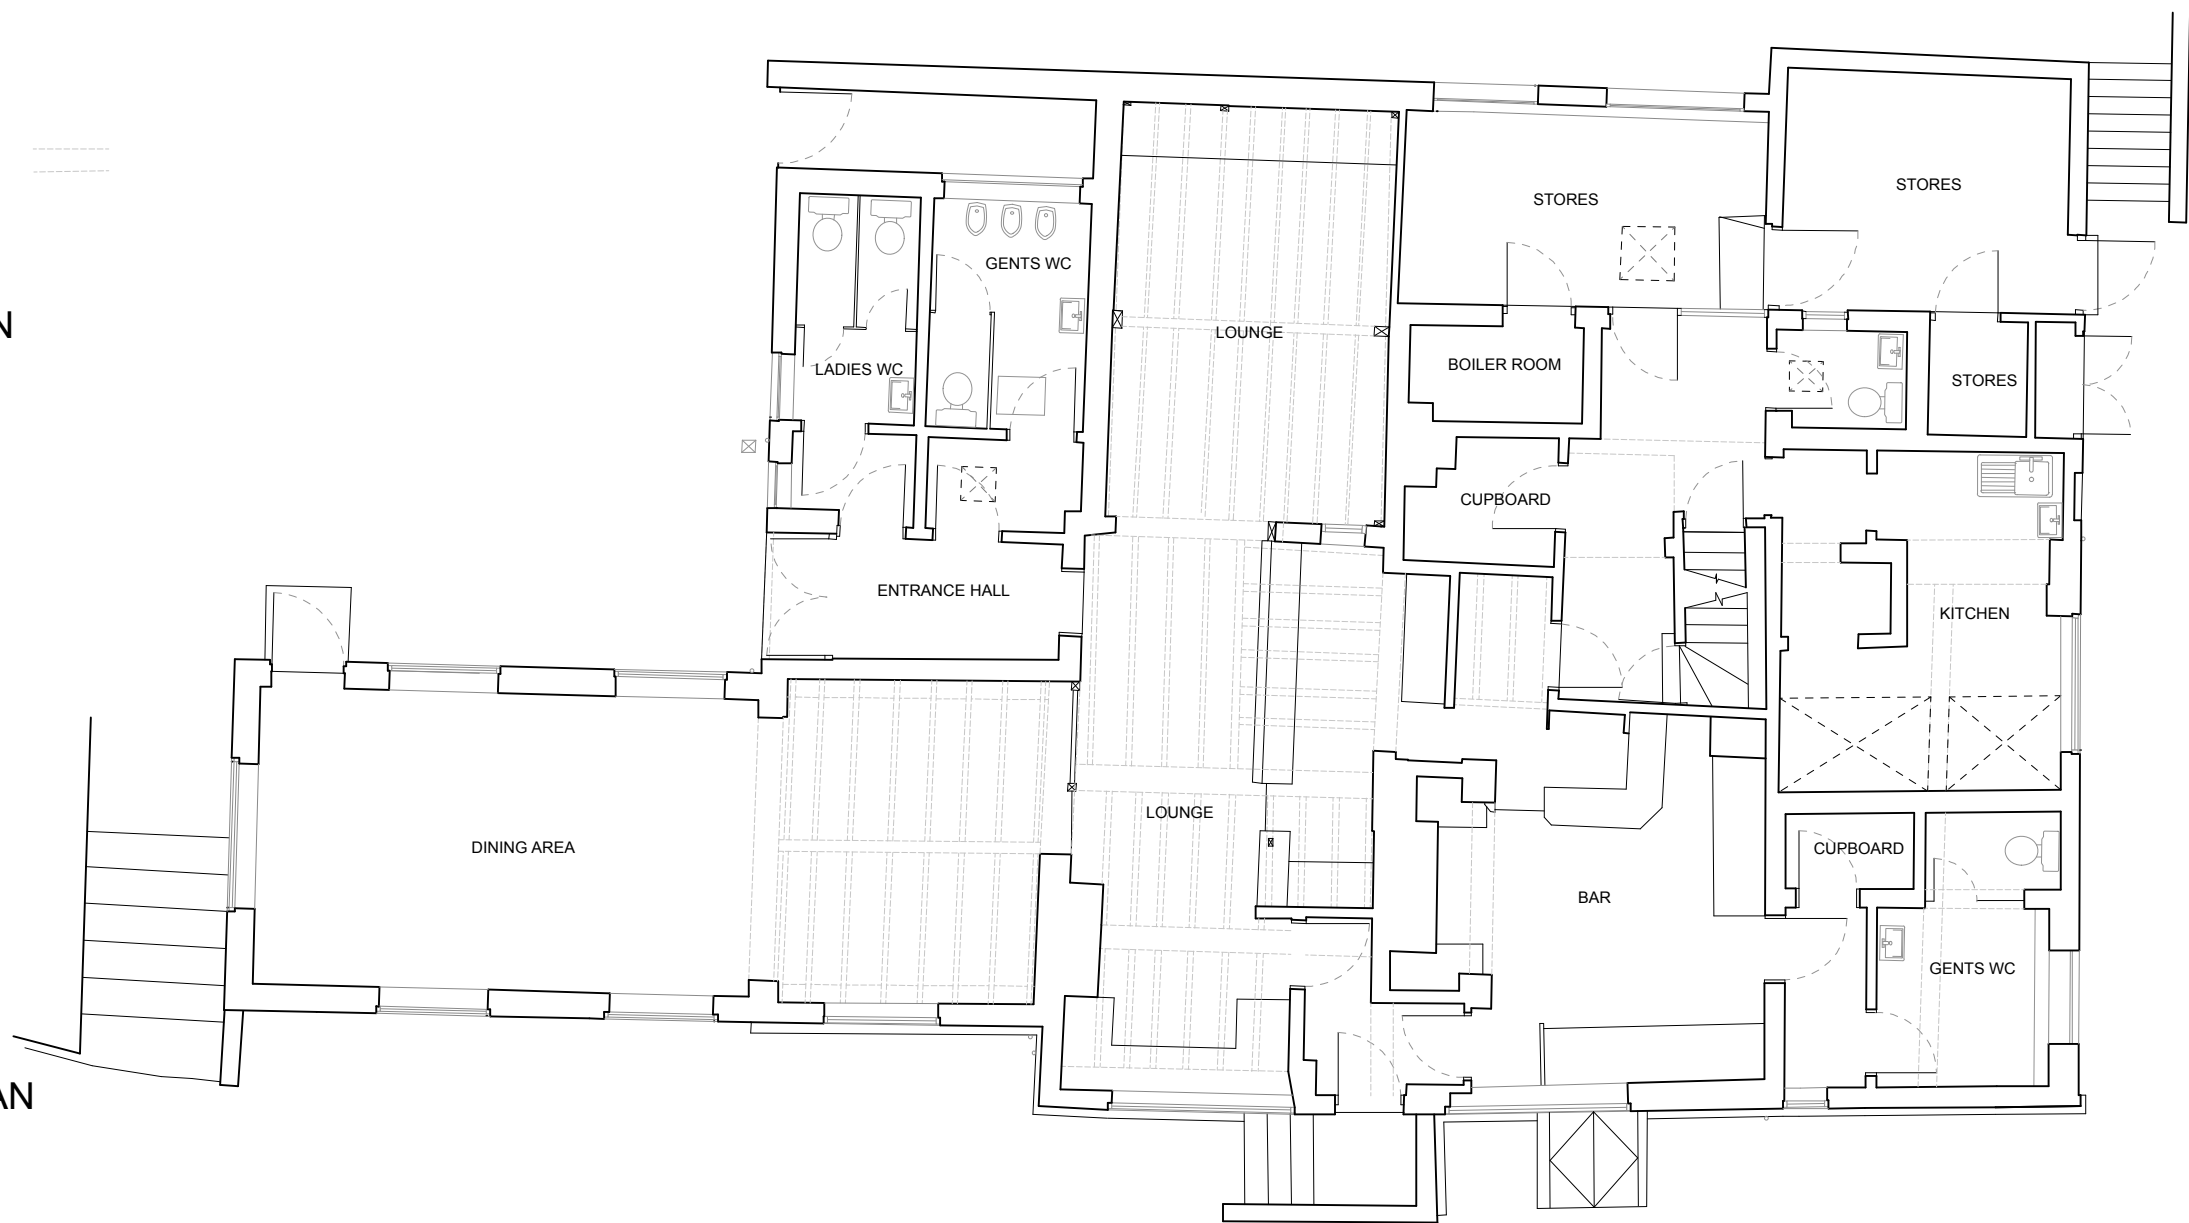 STORES
STORES
GENTS WC
N
LOUNGE
BOILER ROOM
LADIES WC
STORES
CUPBOARD
ENTRANCE HALL
KITCHEN
LOUNGE
DINING AREA
CUPBOARD
BAR
GENTS WC
AN